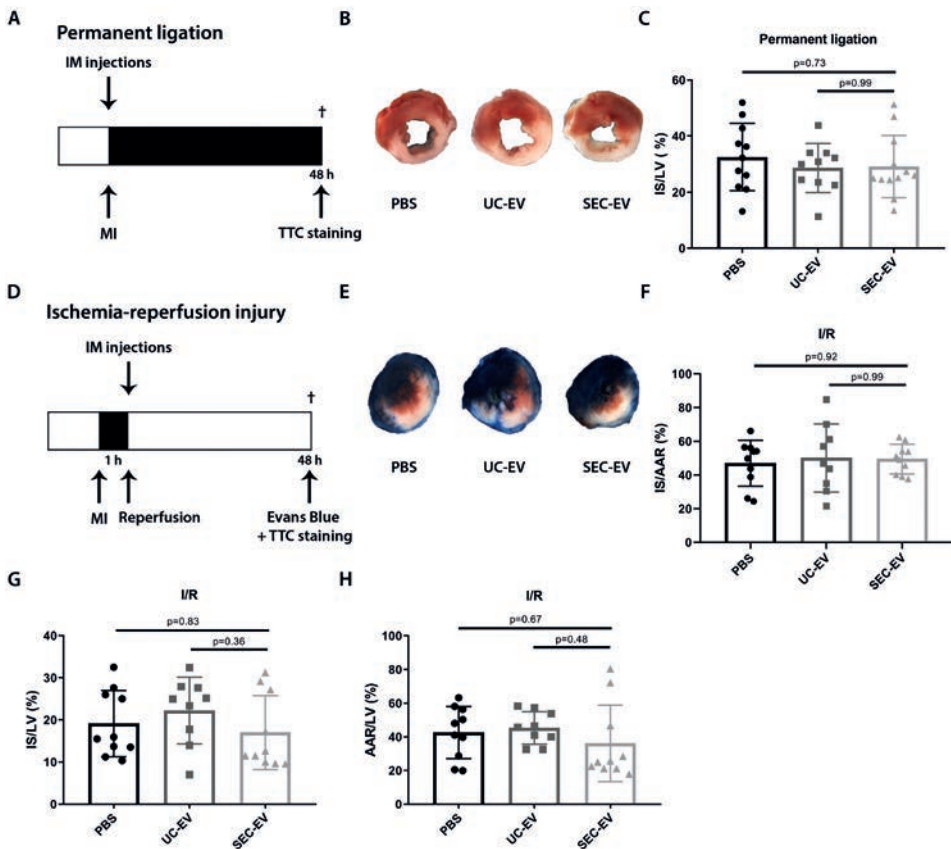 A
Permanent ligation
IM injections
†
48 h
MI
TTC staining
B
PBS
UC-EV
SEC-EV
C
Permanent ligation
p=0.73
p=0.99
60
40
20
0
IS/LV ( %)
PBS
UC-EV
SEC-EV
D
Ischemia-reperfusion injury
IM injections
†
1 h
48 h
MI
Reperfusion
Evans Blue
+ TTC staining
E
PBS
UC-EV
SEC-EV
F
I/R
p=0.92
p=0.99
100
80
60
40
20
0
IS/AAR (%)
PBS
UC-EV
SEC-EV
G
I/R
p=0.83
p=0.36
40
30
20
10
0
IS/LV (%)
PBS
UC-EV
SEC-EV
H
I/R
p=0.67
p=0.48
100
80
60
40
20
0
AAR/LV (%)
PBS
UC-EV
SEC-EV